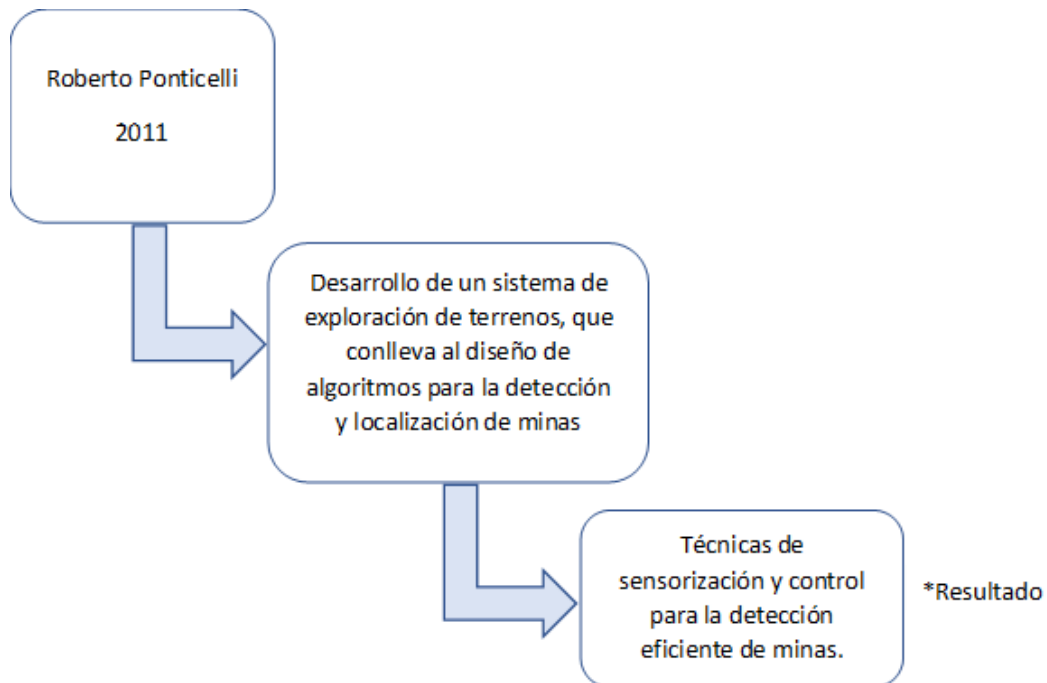 Roberto Ponticelli
2011
Desarrollo de un sistema de
exploración de terrenos, que
conlleva al diseño de
algoritmos para la detección
y localización de minas
Técnicas de
sensorización y control
para la detección
eficiente de minas.
*Resultado